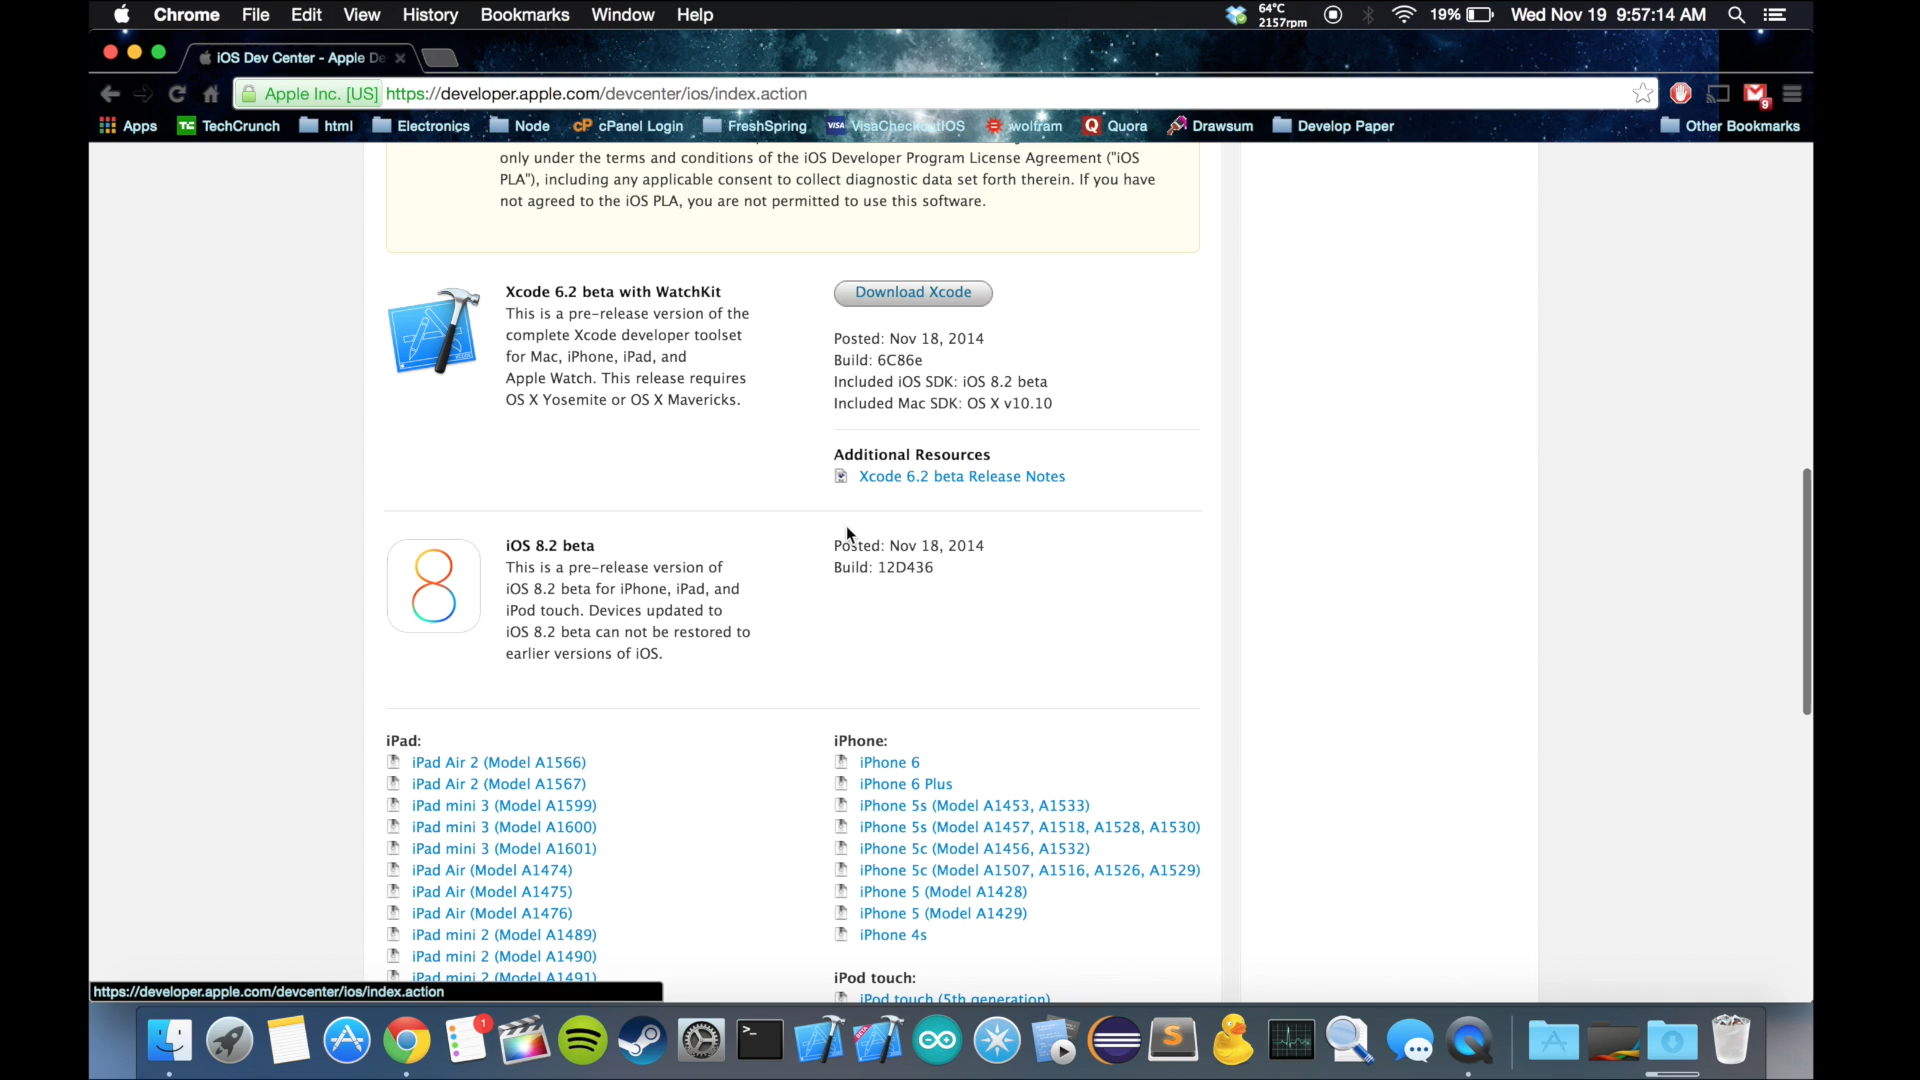 Chrome File Edit View History Bookmarks Window Help
64°C
2157rpm
19%
Wed Nov 19 9:57:14 AM
iOS Dev Center - Apple De
Apple Inc. [US] https://developer.apple.com/devcenter/ios/index.action
9
Apps TechCrunch html Electronics Node cPanel Login FreshSpring VisaCheckoutIOS wolfram Quora Drawsum Develop Paper Other Bookmarks
only under the terms and conditions of the iOS Developer Program License Agreement ("iOS
PLA"), including any applicable consent to collect diagnostic data set forth therein. If you have
not agreed to the iOS PLA, you are not permitted to use this software.
Xcode 6.2 beta with WatchKit
This is a pre-release version of the
complete Xcode developer toolset
for Mac, iPhone, iPad, and
Apple Watch. This release requires
OS X Yosemite or OS X Mavericks.
Download Xcode
Posted: Nov 18, 2014
Build: 6C86e
Included iOS SDK: iOS 8.2 beta
Included Mac SDK: OS X v10.10
Additional Resources
Xcode 6.2 beta Release Notes
8
iOS 8.2 beta
This is a pre-release version of
iOS 8.2 beta for iPhone, iPad, and
iPod touch. Devices updated to
iOS 8.2 beta can not be restored to
earlier versions of iOS.
Posted: Nov 18, 2014
Build: 12D436
iPad:
iPad Air 2 (Model A1566)
iPad Air 2 (Model A1567)
iPad mini 3 (Model A1599)
iPad mini 3 (Model A1600)
iPad mini 3 (Model A1601)
iPad Air (Model A1474)
iPad Air (Model A1475)
iPad Air (Model A1476)
iPad mini 2 (Model A1489)
iPad mini 2 (Model A1490)
iPad mini 2 (Model A1491)
iPhone:
iPhone 6
iPhone 6 Plus
iPhone 5s (Model A1453, A1533)
iPhone 5s (Model A1457, A1518, A1528, A1530)
iPhone 5c (Model A1456, A1532)
iPhone 5c (Model A1507, A1516, A1526, A1529)
iPhone 5 (Model A1428)
iPhone 5 (Model A1429)
iPhone 4s
iPod touch:
iPod touch (5th generation)
https://developer.apple.com/devcenter/ios/index.action
1